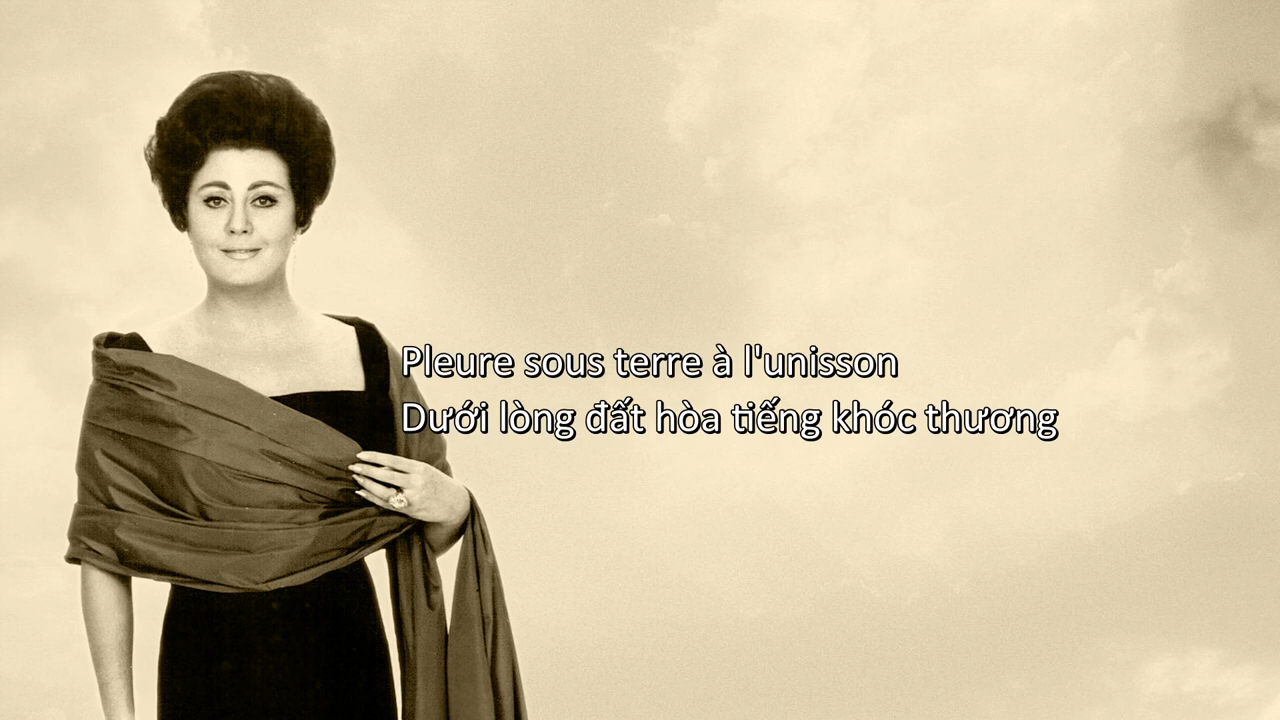 Pleure sous terre à l'unisson
Dưới lòng đất hòa tiếng khóc thương